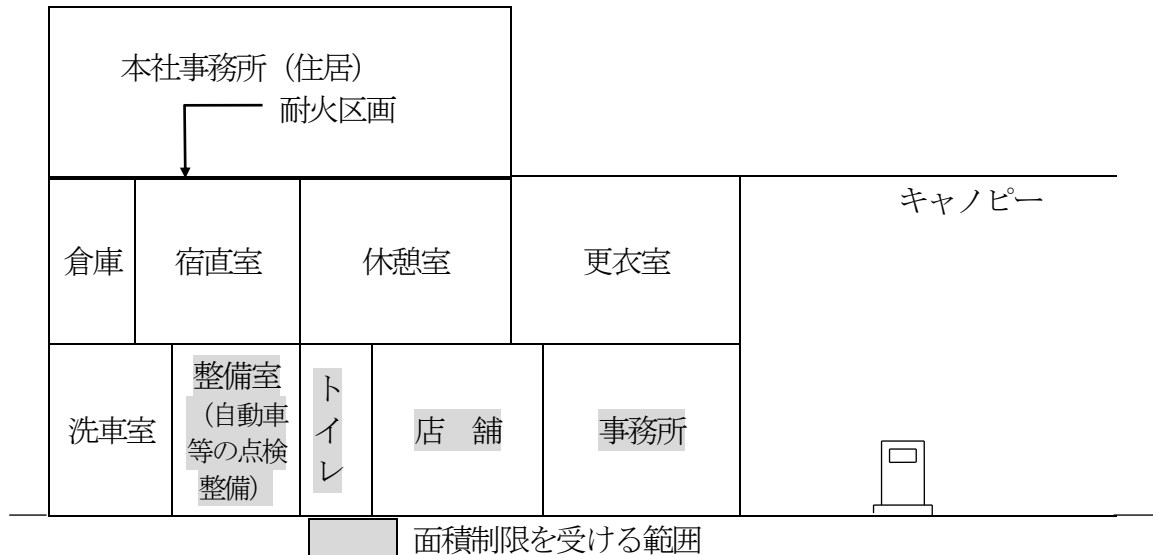 本社事務所（住居）
耐火区画
キャノピー
倉庫
宿直室
休憩室
更衣室
洗車室
整備室
（自動車
等の点検
整備）
トイレ
店　舗
事務所
面積制限を受ける範囲